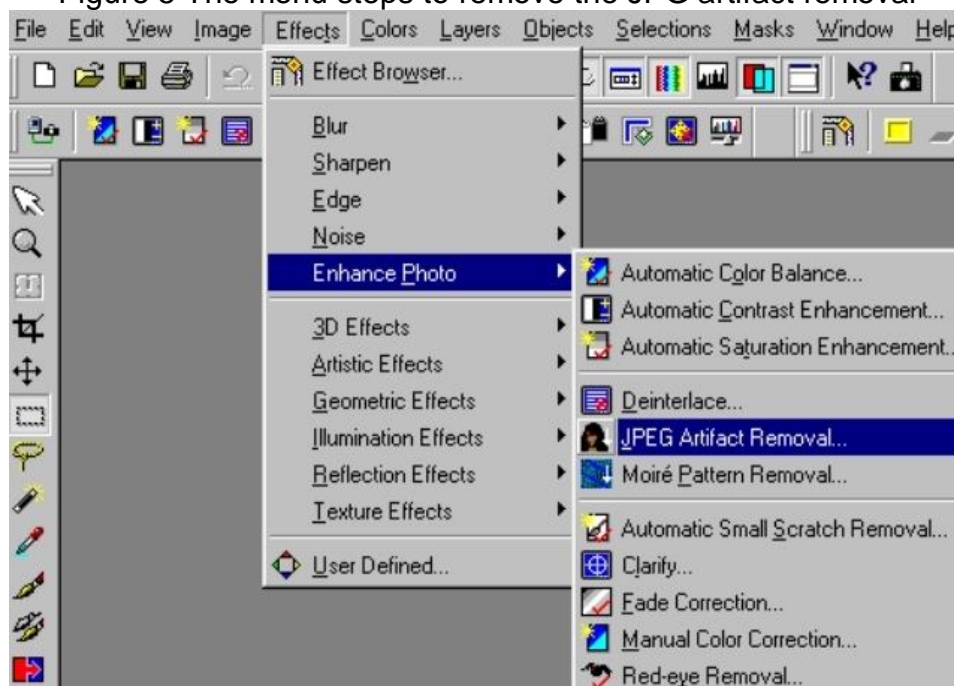 Figure 8 The menu steps to remove the JPG artifact removal
File Edit View Image Effects Colors Layers Objects Selections Masks Window Help
Effect Browser...
Blur
Sharpen
Edge
Noise
Enhance Photo
3D Effects
Artistic Effects
Geometric Effects
Illumination Effects
Reflection Effects
Texture Effects
User Defined...
Automatic Color Balance...
Automatic Contrast Enhancement...
Automatic Saturation Enhancement..
Deinterlace...
JPEG Artifact Removal...
Moiré Pattern Removal...
Automatic Small Scratch Removal...
Clarify...
Fade Correction...
Manual Color Correction...
Red-eye Removal...